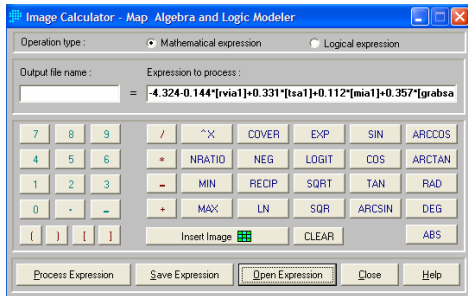 Image Calculator - Map Algebra and Logic Modeler
Operation type : Mathematical expression Logical expression
Output file name : Expression to process :
= -4.324-0.144*[rvia1]+0.331*[tsa1]+0.112*[mia1]+0.357*[grabsa
7 8 9 / ^X COVER EXP SIN ARCCOS
4 5 6 * NRATIO NEG LOGIT COS ARCTAN
1 2 3 - MIN RECIP SQRT TAN RAD
0 . - + MAX LN SQR ARCSIN DEG
( ) [ ] Insert Image CLEAR ABS
Process Expression Save Expression Open Expression Close Help